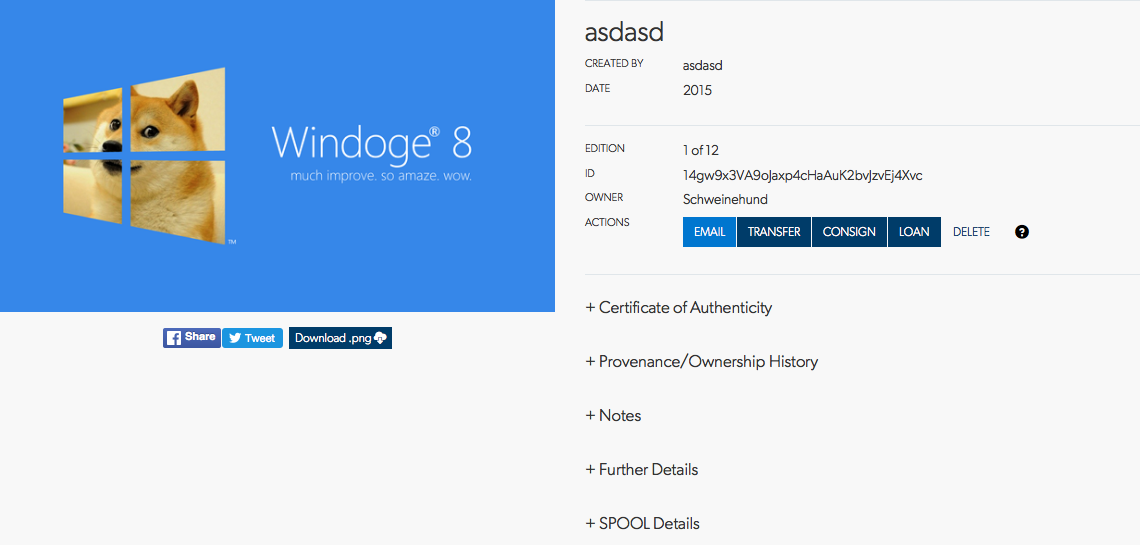 Windoge® 8
much improve. so amaze. wow.
™
Share
Tweet
Download .png
asdasd
CREATED BY asdasd
DATE 2015
EDITION 1 of 12
ID 14gw9x3VA9oJaxp4cHaAuK2bvJzvEj4Xvc
OWNER Schweinehund
ACTIONS EMAIL TRANSFER CONSIGN LOAN DELETE ?
+ Certificate of Authenticity
+ Provenance/Ownership History
+ Notes
+ Further Details
+ SPOOL Details